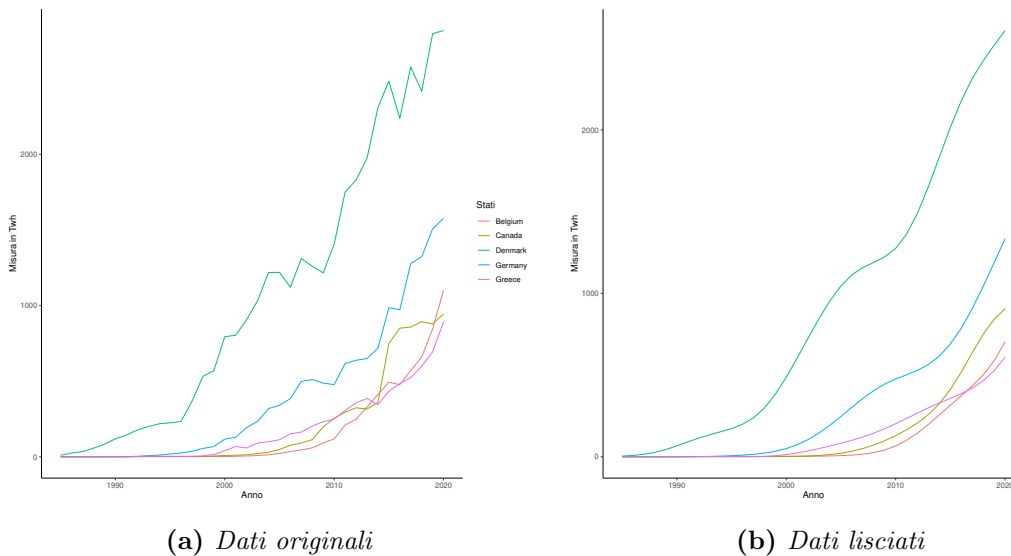 Misura in Twh
2000
1000
0
1990
2000
2010
2020
Anno
Stati
Belgium
Canada
Denmark
Germany
Greece
(a) Dati originali
Misura in Twh
2000
1000
0
1990
2000
2010
2020
Anno
(b) Dati lisciati